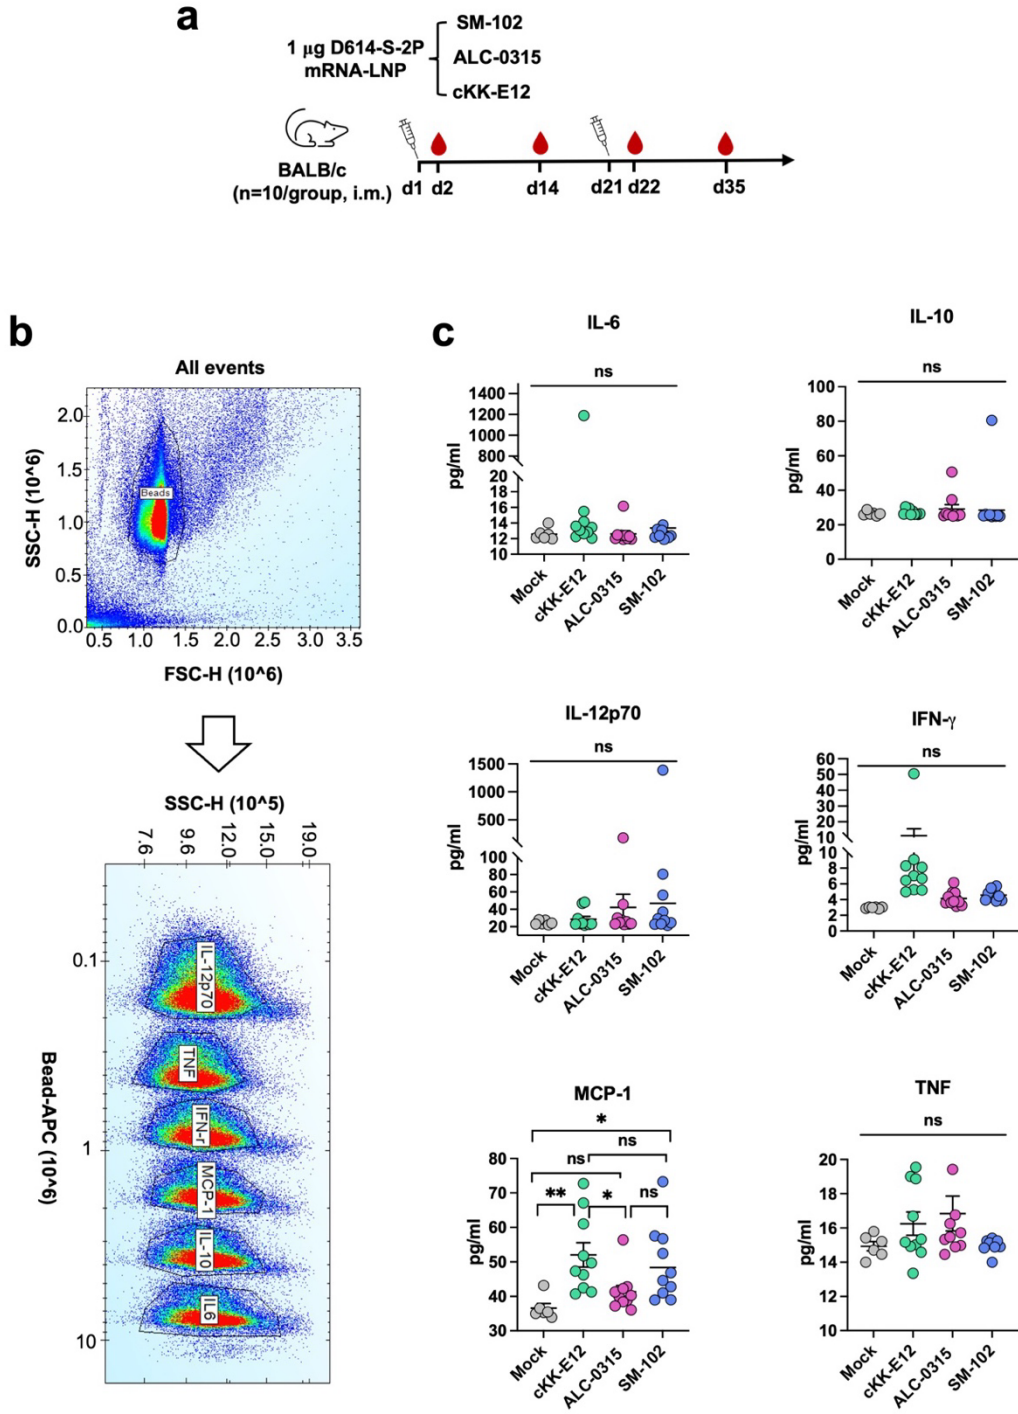 a
SM-102
1 μg D614-S-2P
mRNA-LNP
ALC-0315
cKK-E12
BALB/c
(n=10/group, i.m.)
d1 d2 d14 d21 d22 d35
b
All events
SSC-H (10^6)
2.0
1.5
1.0
0.5
0.0
Beads
0.5 1.0 1.5 2.0 2.5 3.0 3.5
FSC-H (10^6)
SSC-H (10^5)
7.6 9.6 12.0 15.0 19.0
Bead-APC (10^6)
0.1
1
10
IL-12p70
TNF
IFN-r
MCP-1
IL-10
IL6
c
IL-6
ns
pg/ml
1400
1200
1000
800
20
18
16
14
12
10
Mock cKK-E12 ALC-0315 SM-102
IL-10
ns
pg/ml
100
80
60
40
20
0
Mock cKK-E12 ALC-0315 SM-102
IL-12p70
ns
pg/ml
1500
1000
500
100
80
60
40
20
Mock cKK-E12 ALC-0315 SM-102
IFN-γ
ns
pg/ml
60
50
40
30
20
10
10
8
6
4
2
0
Mock cKK-E12 ALC-0315 SM-102
MCP-1
*
ns
ns
** * ns
pg/ml
80
70
60
50
40
30
Mock cKK-E12 ALC-0315 SM-102
TNF
ns
pg/ml
20
18
16
14
12
10
Mock cKK-E12 ALC-0315 SM-102